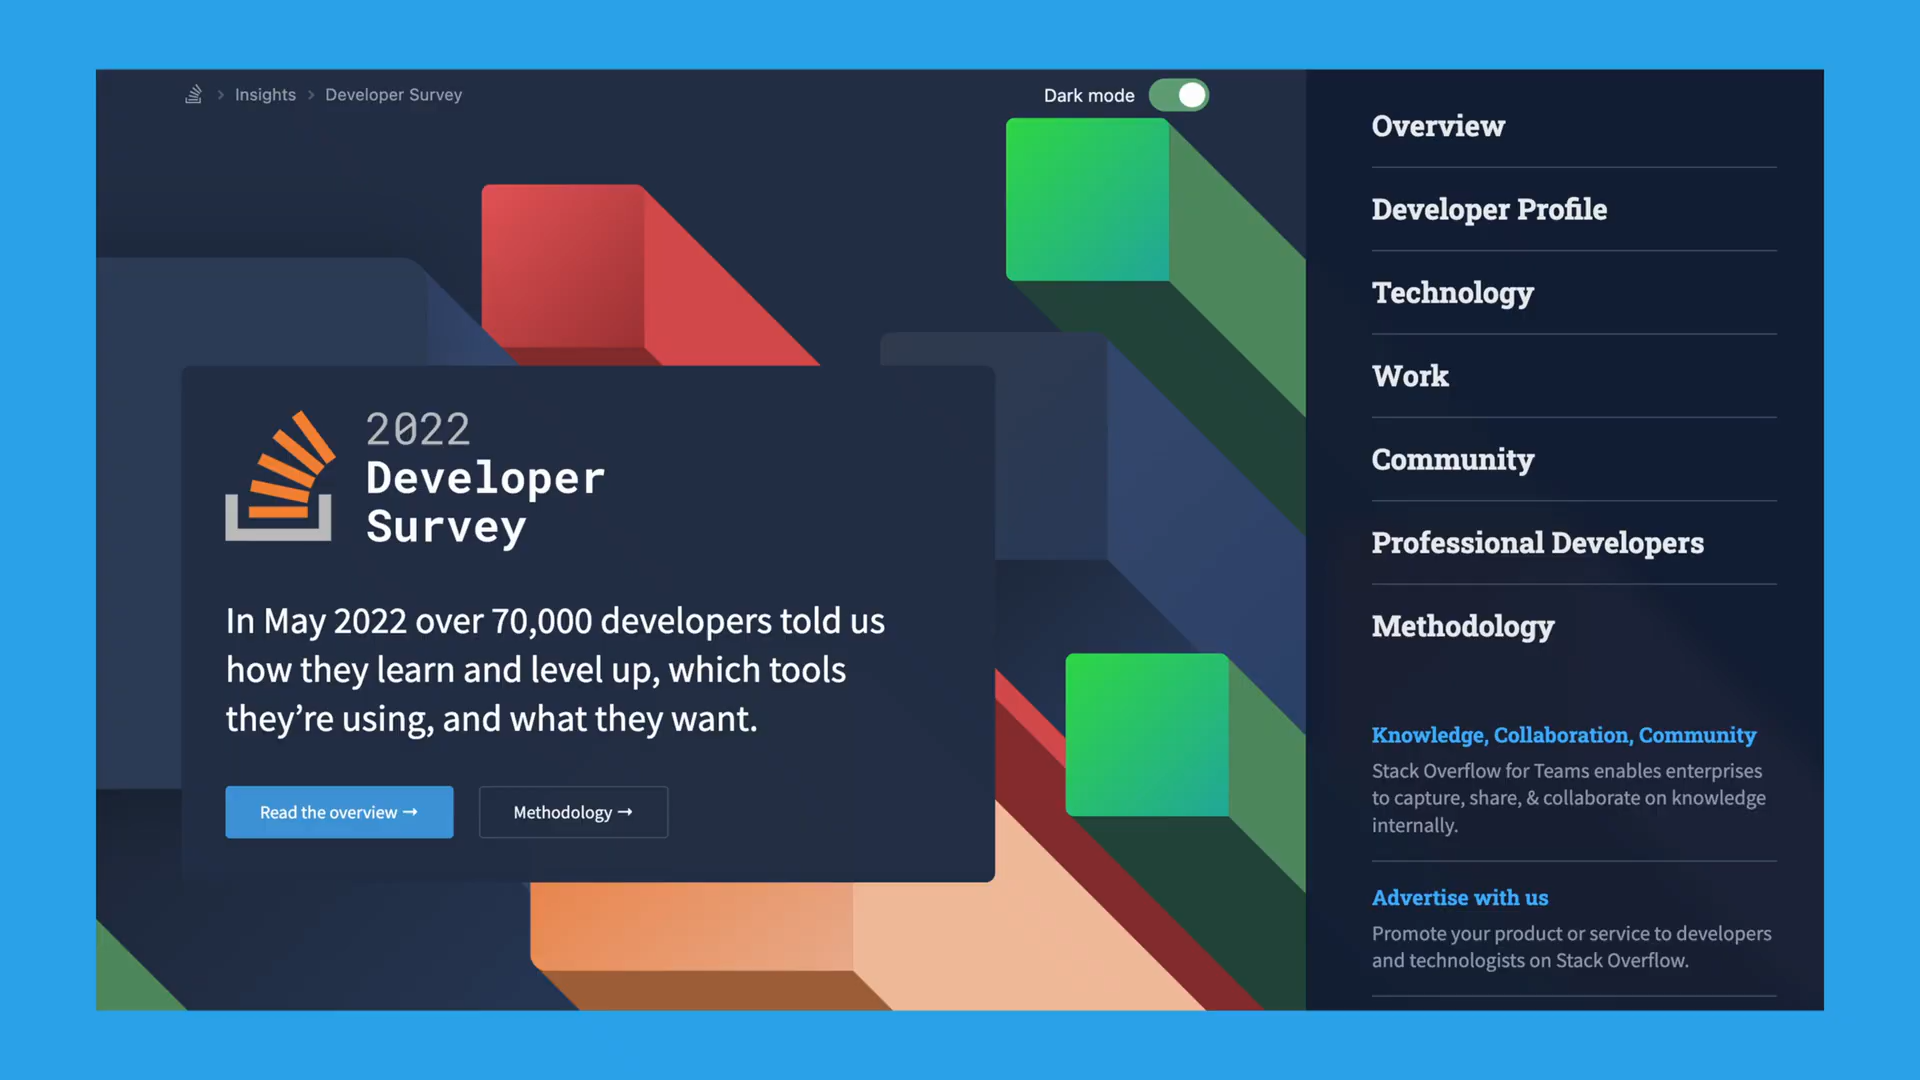 Insights
Developer Survey
Dark mode
2022
Developer
Survey
In May 2022 over 70,000 developers told us
how they learn and level up, which tools
they’re using, and what they want.
Read the overview →
Methodology →
Overview
Developer Profile
Technology
Work
Community
Professional Developers
Methodology
Knowledge, Collaboration, Community
Stack Overflow for Teams enables enterprises
to capture, share, & collaborate on knowledge
internally.
Advertise with us
Promote your product or service to developers
and technologists on Stack Overflow.